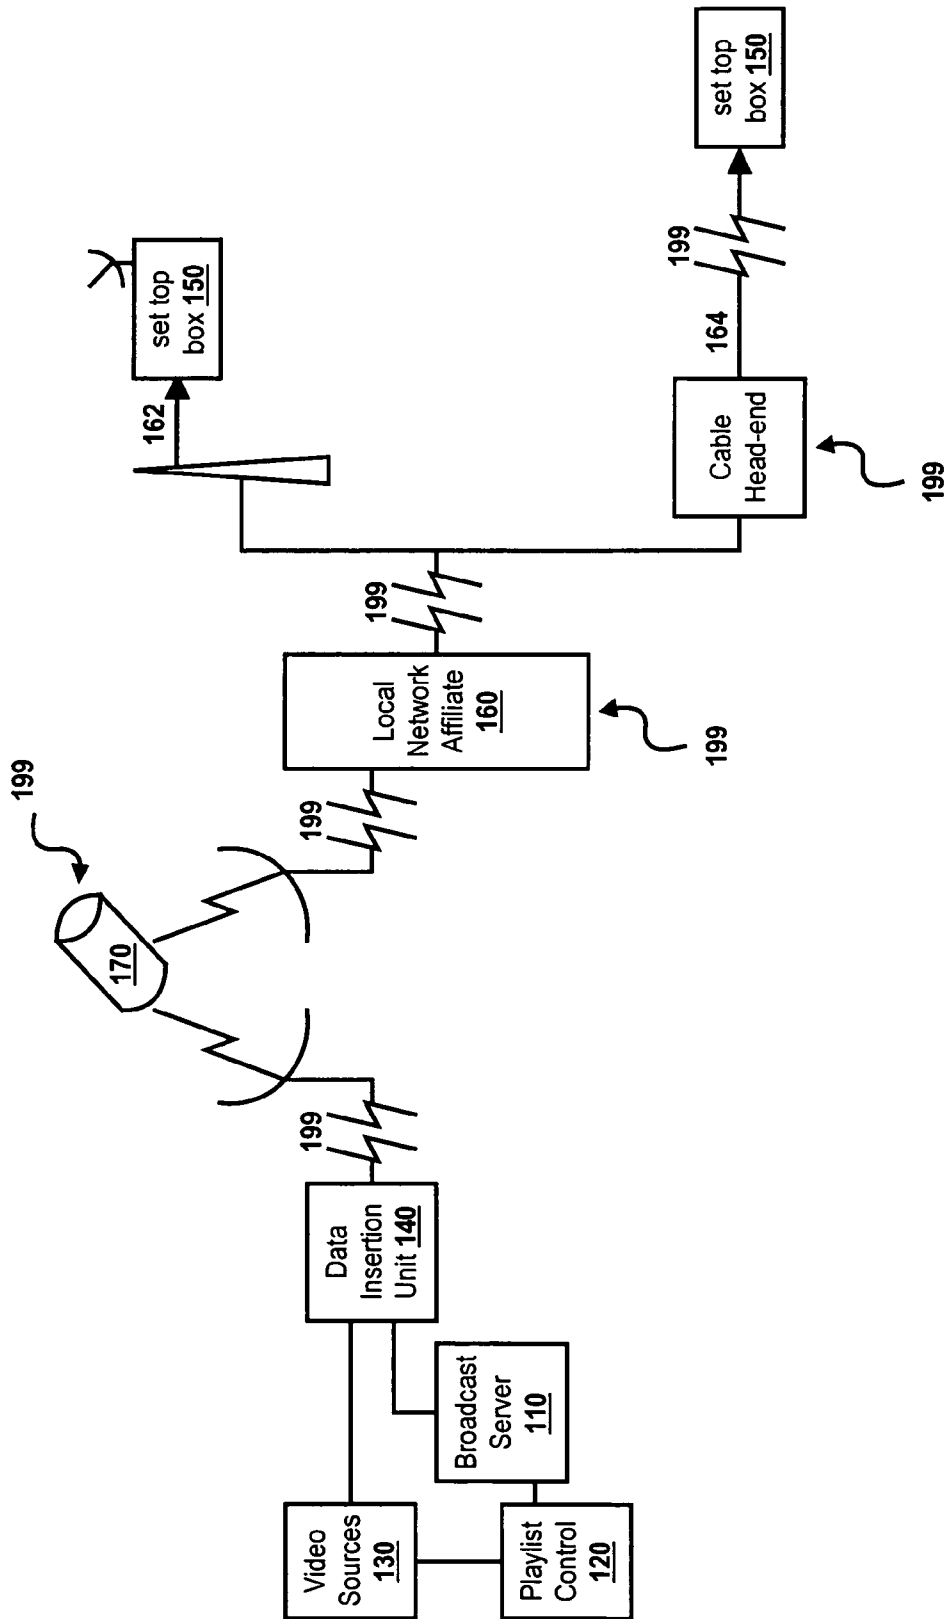 Video
Sources
130
Playlist
Control
120
Broadcast
Server
110
Data
Insertion
Unit 140
199
170
199
199
Local
Network
Affiliate
160
199
199
162
set top
box 150
Cable
Head-end
199
164
199
set top
box 150